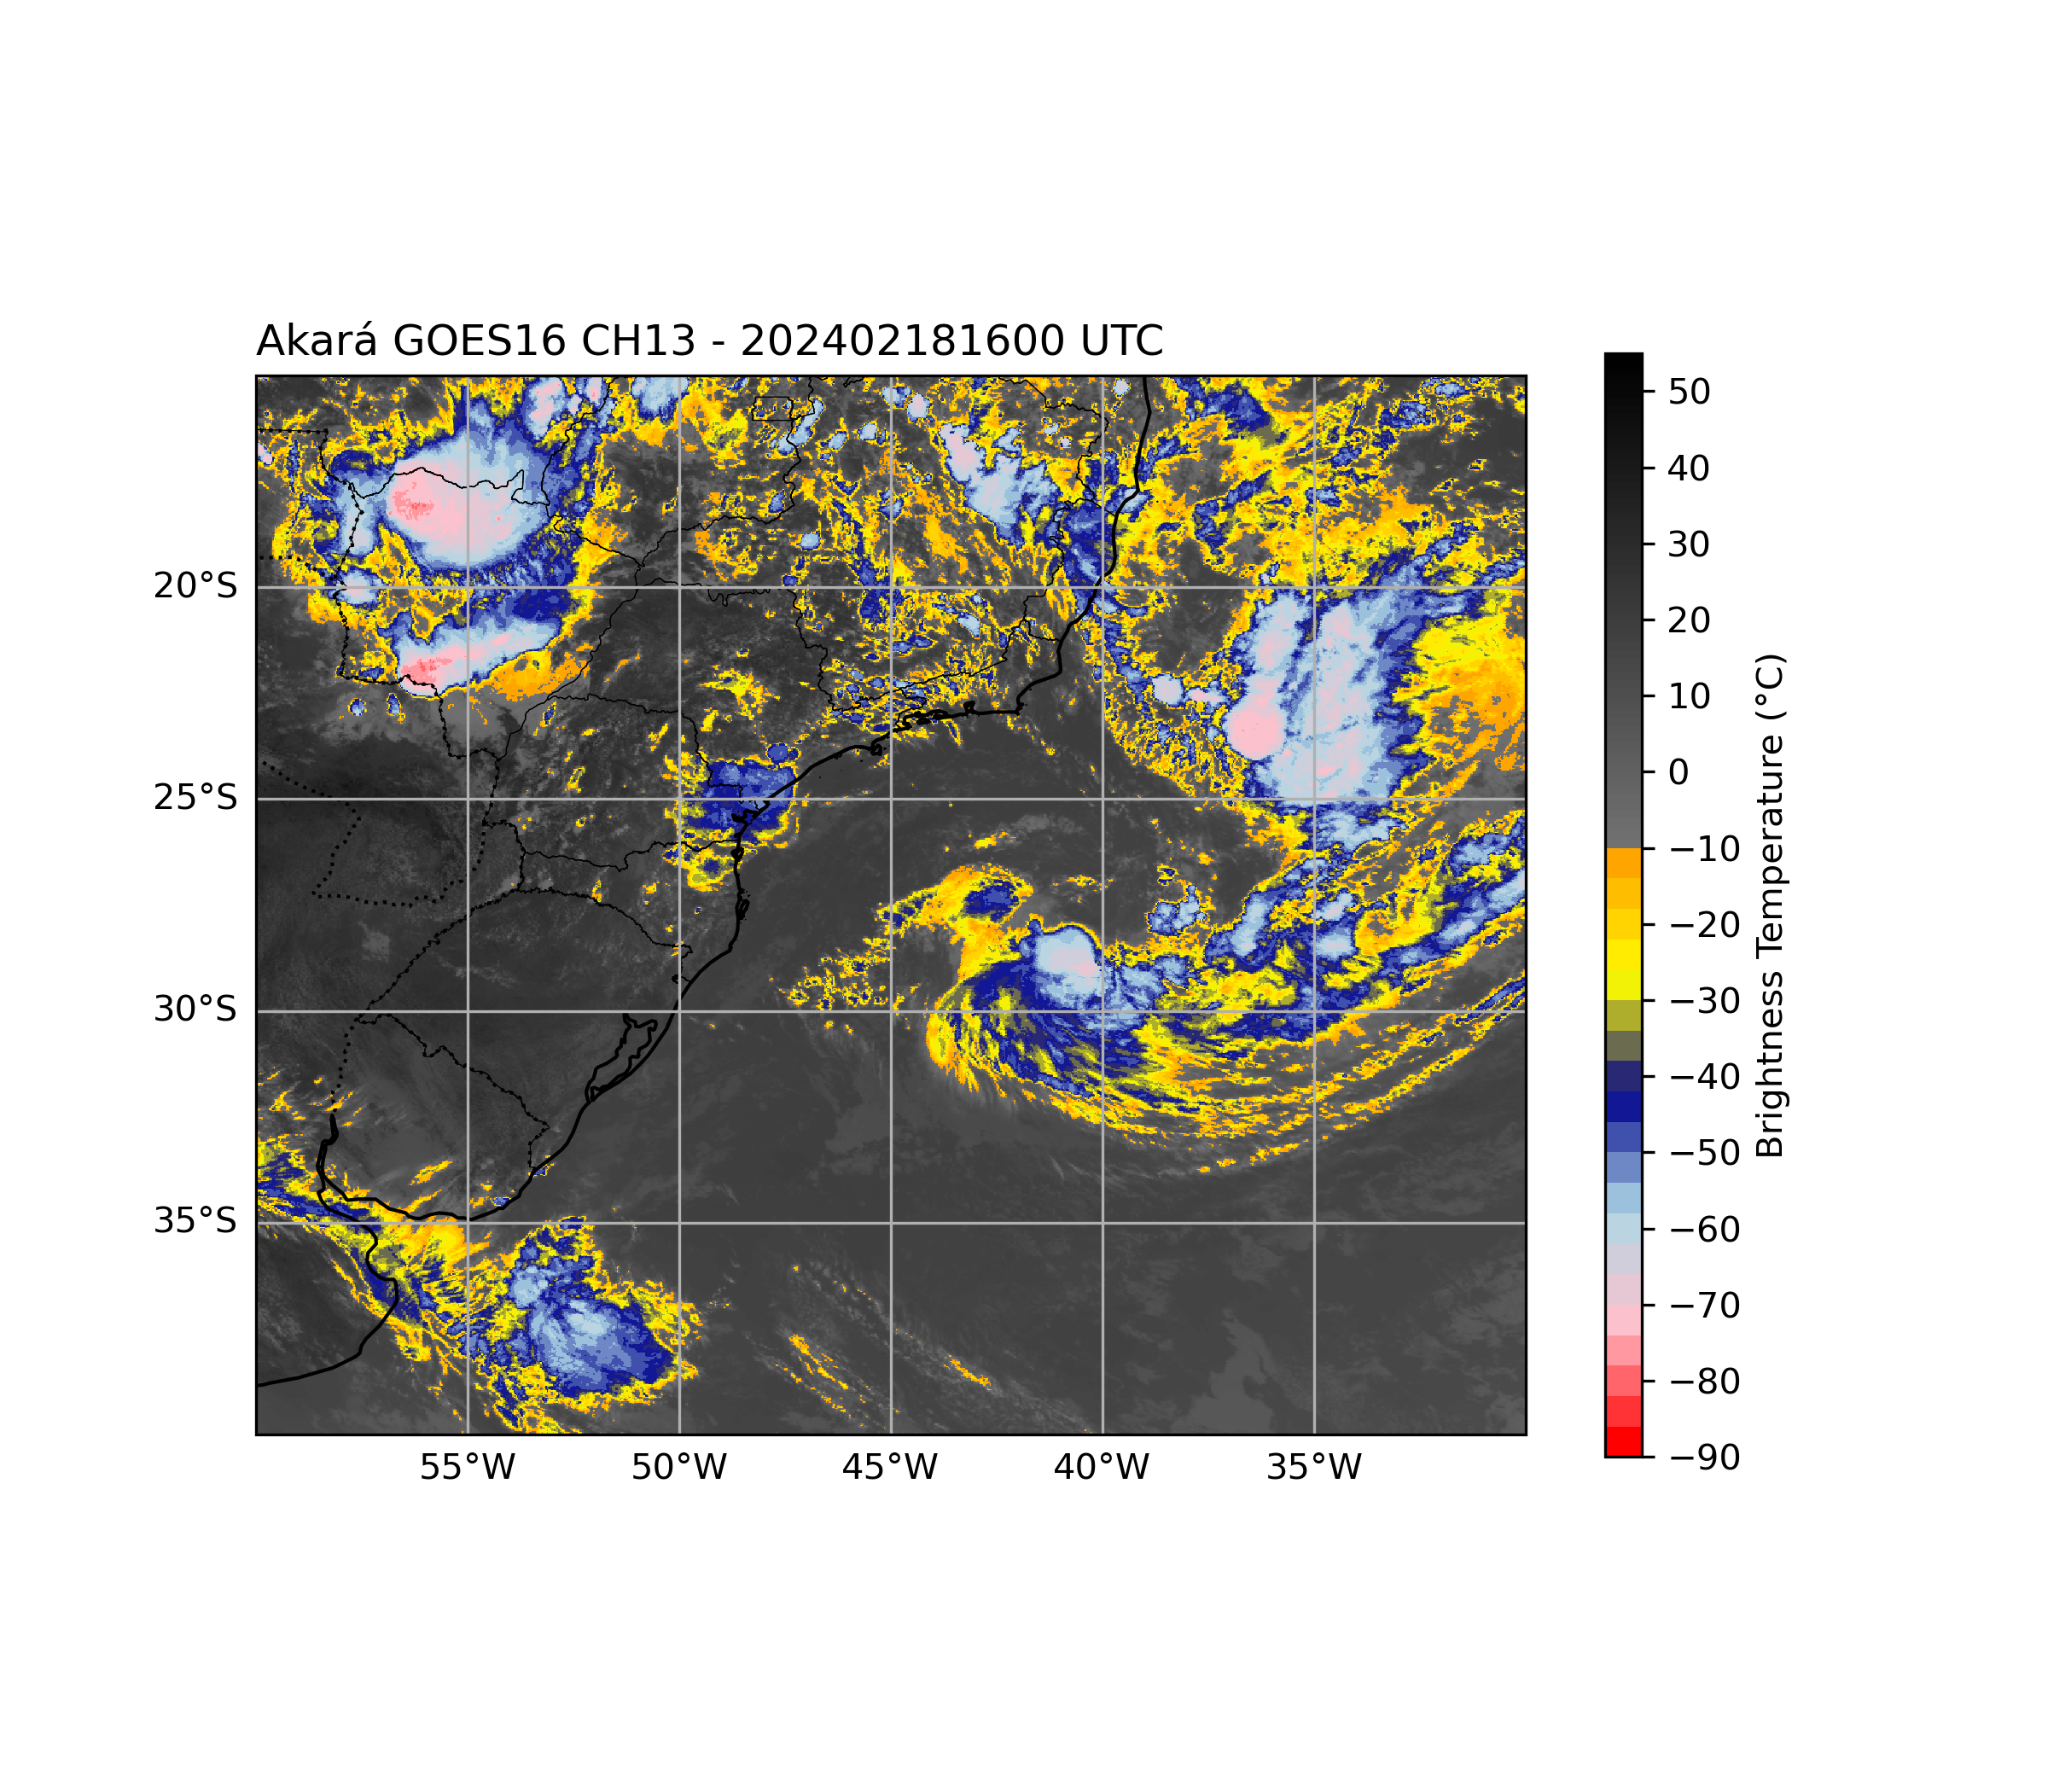 Akará GOES16 CH13 - 202402181600 UTC
20°S
25°S
30°S
35°S
55°W
50°W
45°W
40°W
35°W
50
40
30
20
10
0
−10
−20
−30
−40
−50
−60
−70
−80
−90
Brightness Temperature (°C)